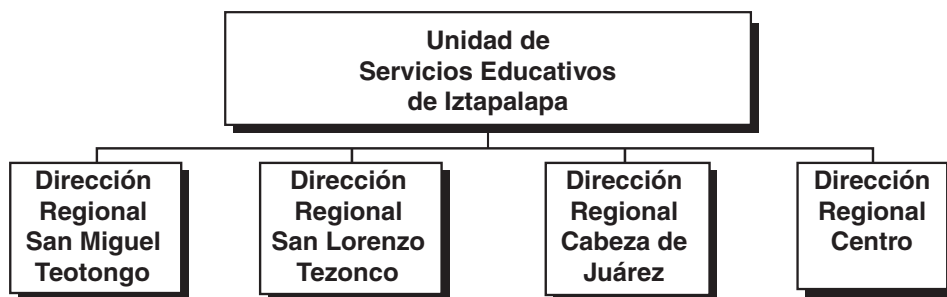 Unidad de
Servicios Educativos
de Iztapalapa
Dirección
Regional
San Miguel
Teotongo
Dirección
Regional
San Lorenzo
Tezonco
Dirección
Regional
Cabeza de
Juárez
Dirección
Regional
Centro